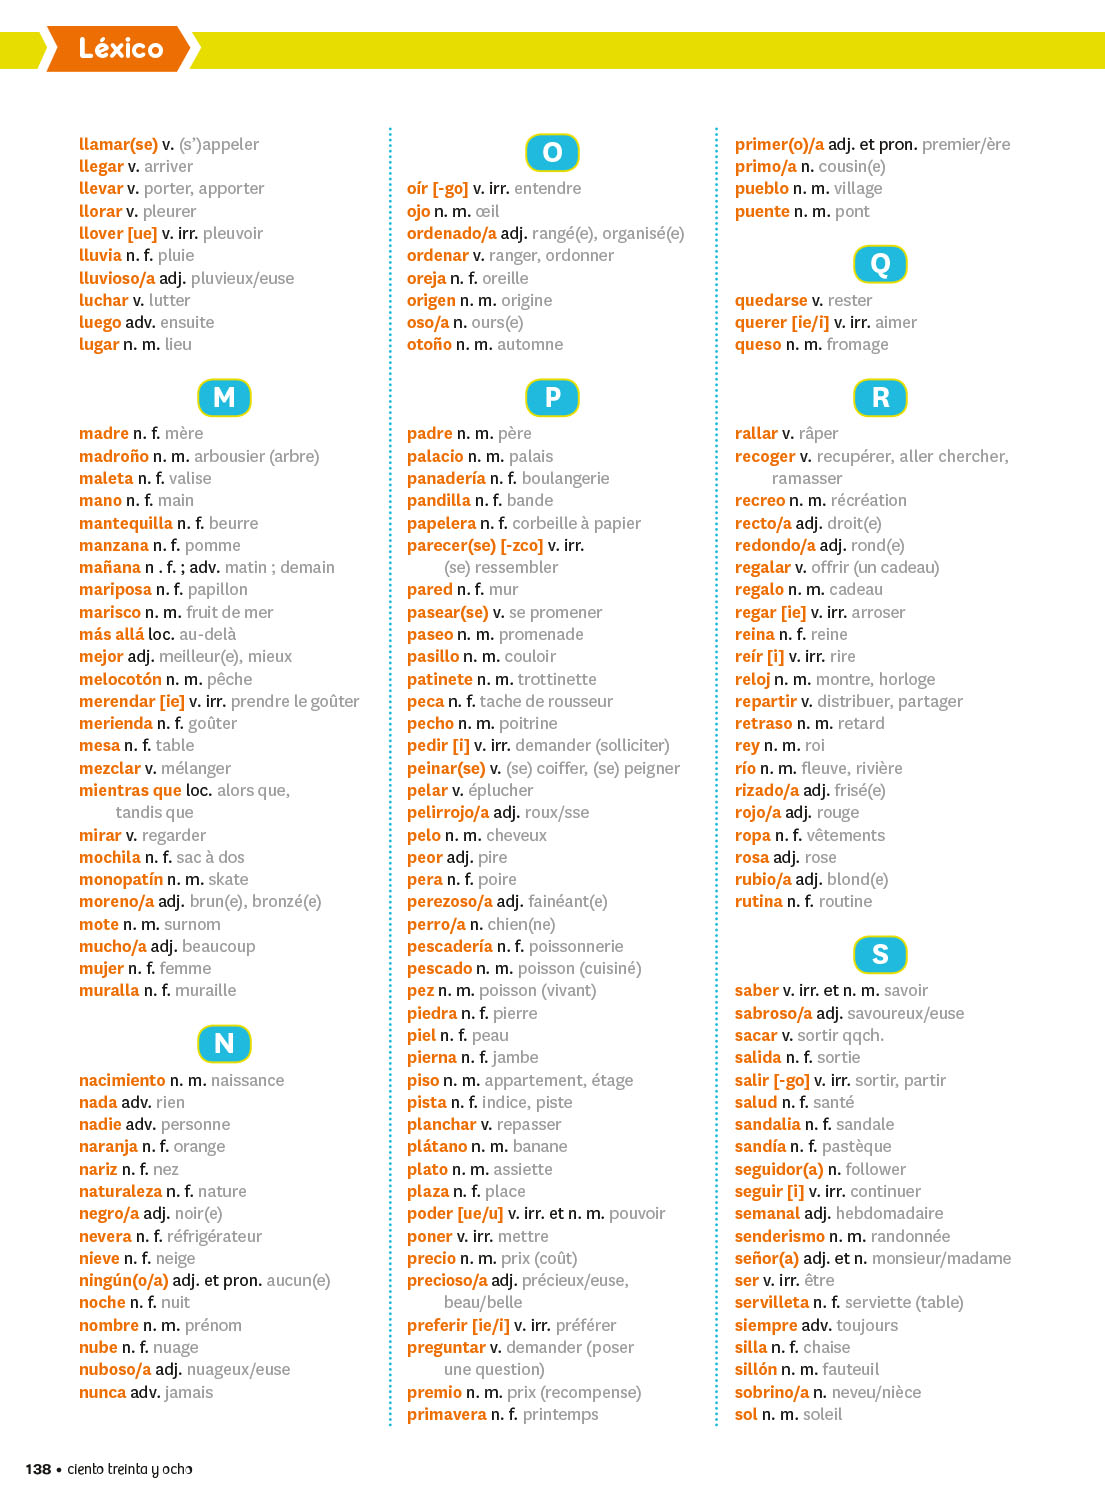 Léxico
llamar(se) v. (s')appeler
llegar v. arriver
llevar v. porter, apporter
llorar v. pleurer
llover [ue] v. irr. pleuvoir
lluvia n. f. pluie
lluvioso/a adj. pluvieux/euse
luchar v. lutter
luego adv. ensuite
lugar n. m. lieu
M
madre n. f. mère
madroño n. m. arbousier (arbre)
maleta n. f. valise
mano n. f. main
mantequilla n. f. beurre
manzana n. f. pomme
mañana n . f. ; adv. matin ; demain
mariposa n. f. papillon
marisco n. m. fruit de mer
más allá loc. au-delà
mejor adj. meilleur(e), mieux
melocotón n. m. pêche
merendar [ie] v. irr. prendre le goûter
merienda n. f. goûter
mesa n. f. table
mezclar v. mélanger
mientras que loc. alors que,
tandis que
mirar v. regarder
mochila n. f. sac à dos
monopatín n. m. skate
moreno/a adj. brun(e), bronzé(e)
mote n. m. surnom
mucho/a adj. beaucoup
mujer n. f. femme
muralla n. f. muraille
N
nacimiento n. m. naissance
nada adv. rien
nadie adv. personne
naranja n. f. orange
nariz n. f. nez
naturaleza n. f. nature
negro/a adj. noir(e)
nevera n. f. réfrigérateur
nieve n. f. neige
ningún(o/a) adj. et pron. aucun(e)
noche n. f. nuit
nombre n. m. prénom
nube n. f. nuage
nuboso/a adj. nuageux/euse
nunca adv. jamais
O
oír [-go] v. irr. entendre
ojo n. m. œil
ordenado/a adj. rangé(e), organisé(e)
ordenar v. ranger, ordonner
oreja n. f. oreille
origen n. m. origine
oso/a n. ours(e)
otoño n. m. automne
P
padre n. m. père
palacio n. m. palais
panadería n. f. boulangerie
pandilla n. f. bande
papelera n. f. corbeille à papier
parecer(se) [-zco] v. irr.
(se) ressembler
pared n. f. mur
pasear(se) v. se promener
paseo n. m. promenade
pasillo n. m. couloir
patinete n. m. trottinette
peca n. f. tache de rousseur
pecho n. m. poitrine
pedir [i] v. irr. demander (solliciter)
peinar(se) v. (se) coiffer, (se) peigner
pelar v. éplucher
pelirrojo/a adj. roux/sse
pelo n. m. cheveux
peor adj. pire
pera n. f. poire
perezoso/a adj. fainéant(e)
perro/a n. chien(ne)
pescadería n. f. poissonnerie
pescado n. m. poisson (cuisiné)
pez n. m. poisson (vivant)
piedra n. f. pierre
piel n. f. peau
pierna n. f. jambe
piso n. m. appartement, étage
pista n. f. indice, piste
planchar v. repasser
plátano n. m. banane
plato n. m. assiette
plaza n. f. place
poder [ue/u] v. irr. et n. m. pouvoir
poner v. irr. mettre
precio n. m. prix (coût)
precioso/a adj. précieux/euse,
beau/belle
preferir [ie/i] v. irr. préférer
preguntar v. demander (poser
une question)
premio n. m. prix (recompense)
primavera n. f. printemps
primer(o)/a adj. et pron. premier/ère
primo/a n. cousin(e)
pueblo n. m. village
puente n. m. pont
Q
quedarse v. rester
querer [ie/i] v. irr. aimer
queso n. m. fromage
R
rallar v. râper
recoger v. recupérer, aller chercher,
ramasser
recreo n. m. récréation
recto/a adj. droit(e)
redondo/a adj. rond(e)
regalar v. offrir (un cadeau)
regalo n. m. cadeau
regar [ie] v. irr. arroser
reina n. f. reine
reír [i] v. irr. rire
reloj n. m. montre, horloge
repartir v. distribuer, partager
retraso n. m. retard
rey n. m. roi
río n. m. fleuve, rivière
rizado/a adj. frisé(e)
rojo/a adj. rouge
ropa n. f. vêtements
rosa adj. rose
rubio/a adj. blond(e)
rutina n. f. routine
S
saber v. irr. et n. m. savoir
sabroso/a adj. savoureux/euse
sacar v. sortir qqch.
salida n. f. sortie
salir [-go] v. irr. sortir, partir
salud n. f. santé
sandalia n. f. sandale
sandía n. f. pastèque
seguidor(a) n. follower
seguir [i] v. irr. continuer
semanal adj. hebdomadaire
senderismo n. m. randonnée
señor(a) adj. et n. monsieur/madame
ser v. irr. être
servilleta n. f. serviette (table)
siempre adv. toujours
silla n. f. chaise
sillón n. m. fauteuil
sobrino/a n. neveu/nièce
sol n. m. soleil
138 • ciento treinta y ocho